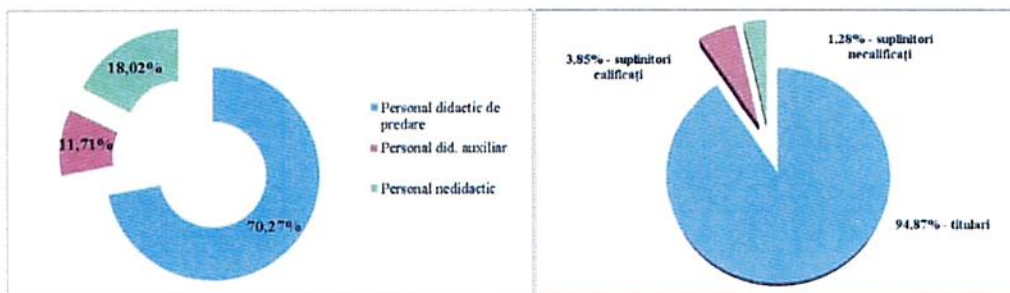 18,02%
11,71%
70,27%
Personal didactic de
predare
Personal did. auxiliar
Personal nedidactic
3,85% - suplinitori
calificați
1,28% - suplinitori
necalificați
94,87% - titulari